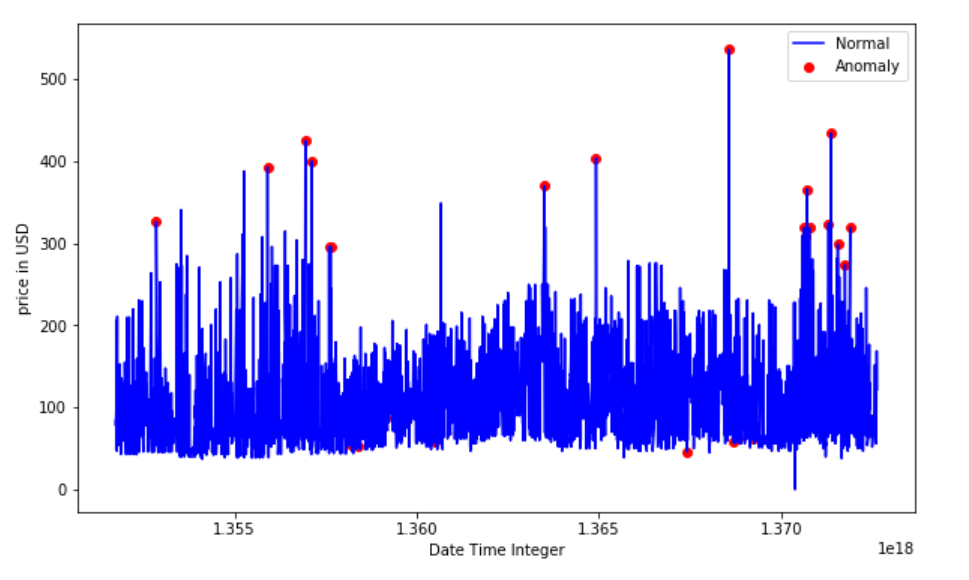 Normal
Anomaly
500
400
300
200
100
0
price in USD
1.355 1.360 1.365 1.370
1e18
Date Time Integer